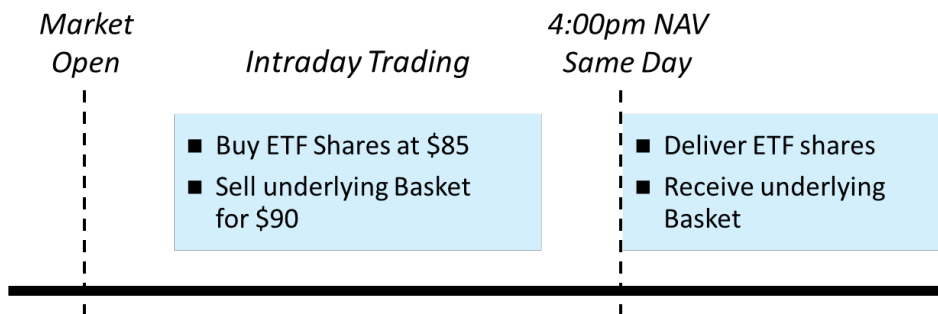 Market
Open
Intraday Trading
4:00pm NAV
Same Day
■ Buy ETF Shares at $85
■ Sell underlying Basket
for $90
■ Deliver ETF shares
■ Receive underlying
Basket